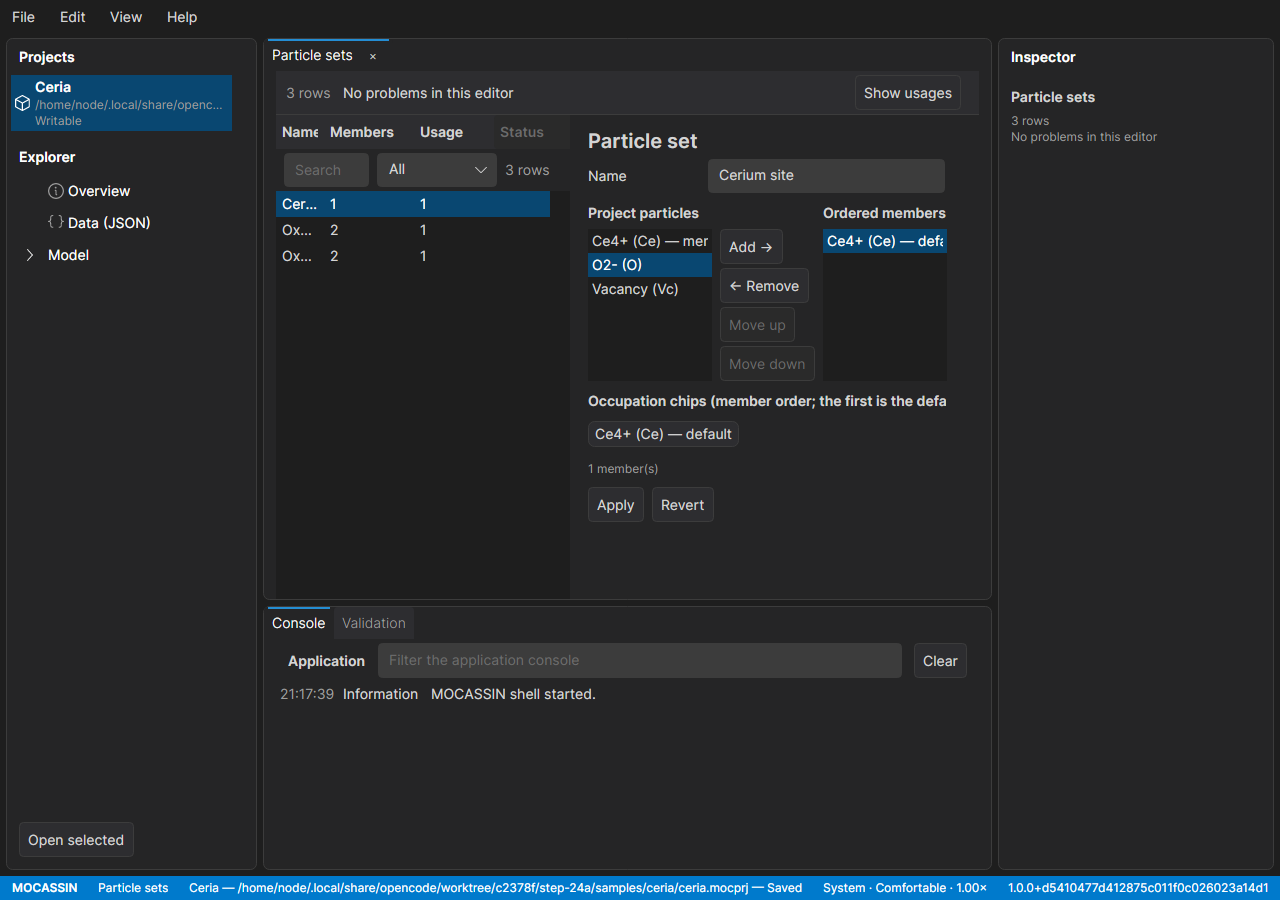 File Edit View Help
Projects
Ceria
/home/node/.local/share/openc...
Writable
Explorer
Overview
{ } Data (JSON)
Model
Open selected
Particle sets ×
3 rows No problems in this editor Show usages
Name Members Usage Status
Search All 3 rows
Cer... 1 1
Ox... 2 1
Ox... 2 1
Particle set
Name Cerium site
Project particles Ordered members
Ce4+ (Ce) — mer
O2- (O)
Vacancy (Vc)
Add →
← Remove
Move up
Move down
Ce4+ (Ce) — defa
Occupation chips (member order; the first is the defa
Ce4+ (Ce) — default
1 member(s)
Apply Revert
Console Validation
Application Filter the application console Clear
21:17:39 Information MOCASSIN shell started.
Inspector
Particle sets
3 rows
No problems in this editor
MOCASSIN Particle sets Ceria — /home/node/.local/share/opencode/worktree/c2378f/step-24a/samples/ceria/ceria.mocprj — Saved System · Comfortable · 1.00× 1.0.0+d5410477d412875c011f0c026023a14d1